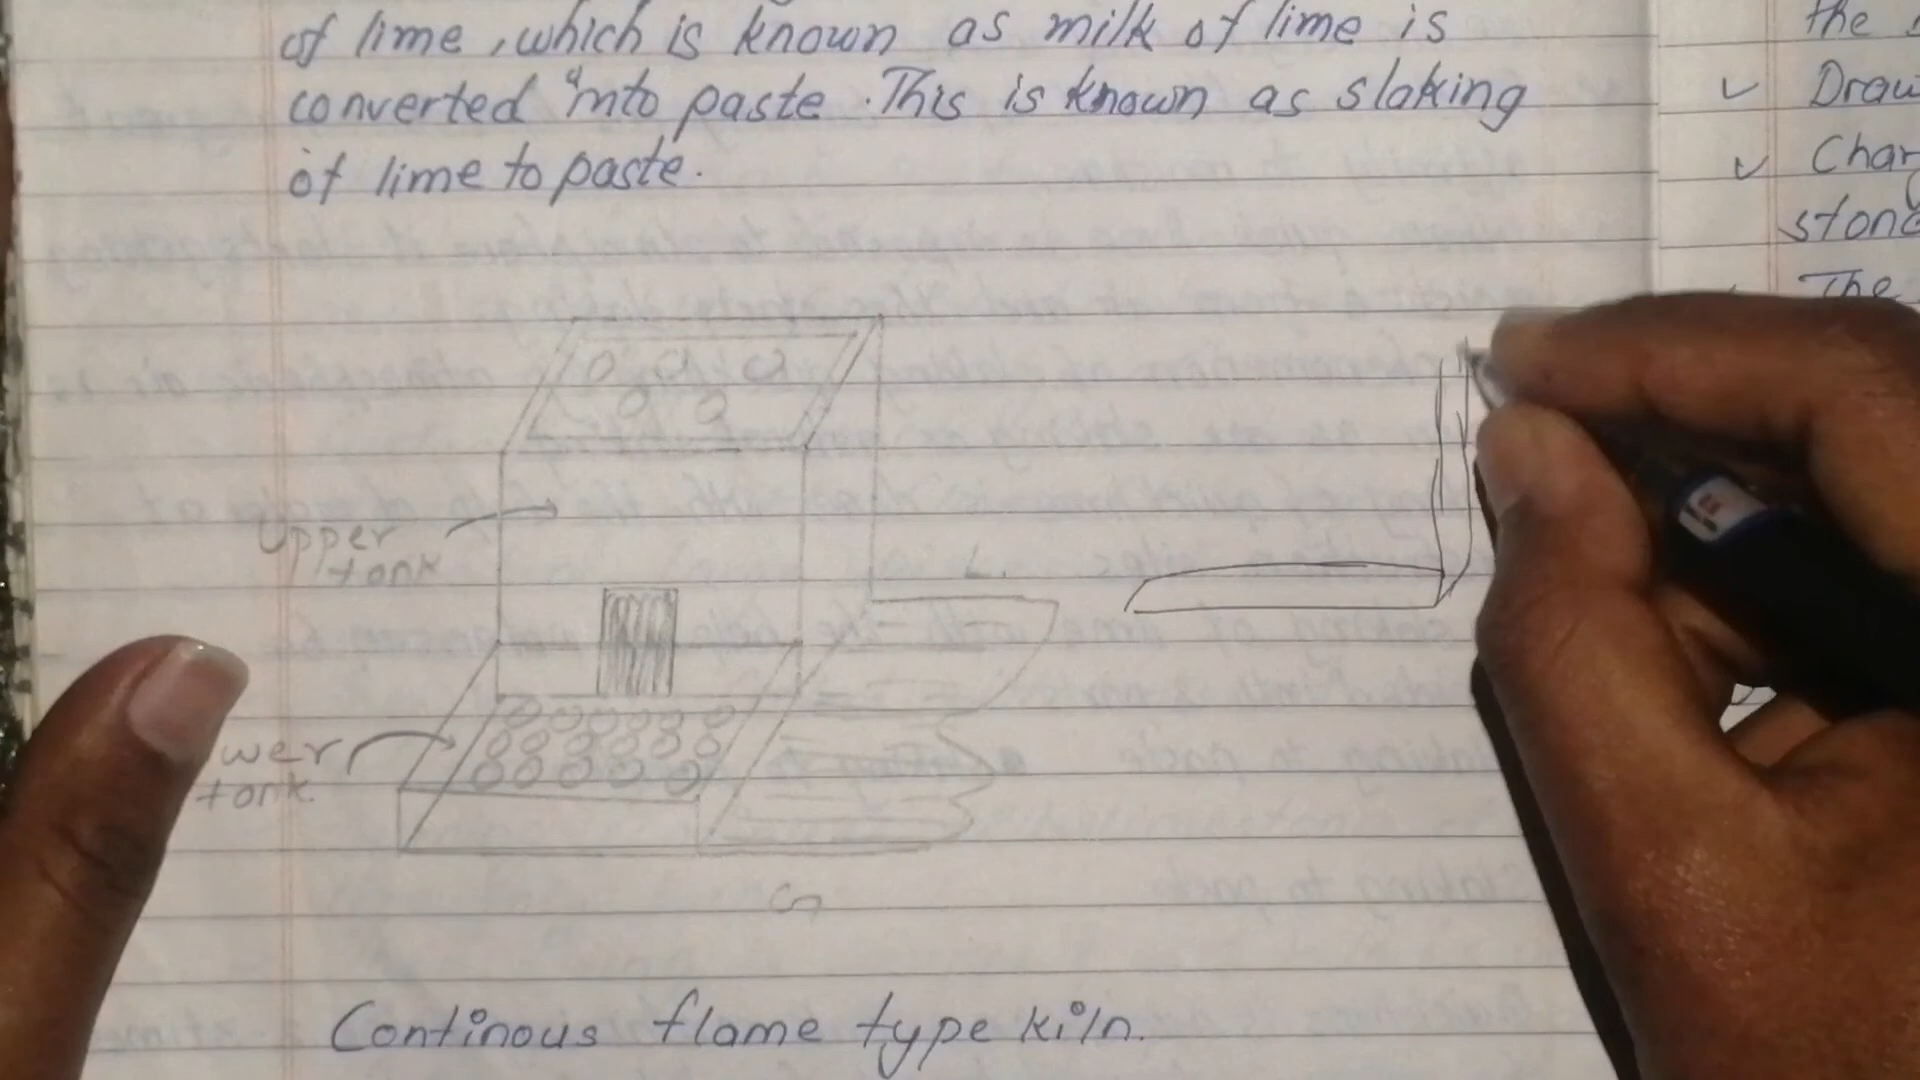 of lime, which is known as milk of lime is
converted into paste. This is known as slaking
of lime to paste.
Upper
tank
wer
tank.
L.
G
Continous flame type kiln.
the
Draw
Char
stone
The